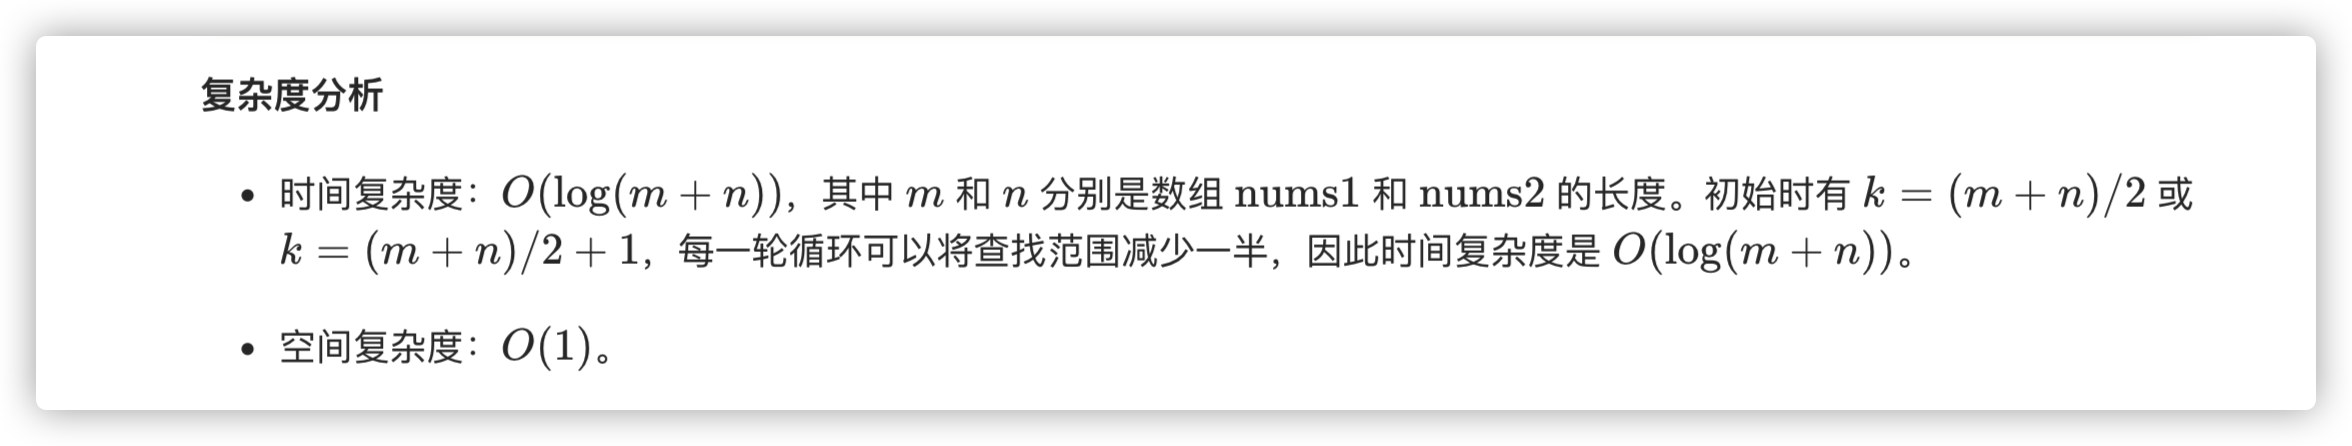 复杂度分析
• 时间复杂度：O(log(m + n))，其中 m 和 n 分别是数组 nums1 和 nums2 的长度。初始时有 k = (m + n)/2 或
k = (m + n)/2 + 1，每一轮循环可以将查找范围减少一半，因此时间复杂度是 O(log(m + n))。
• 空间复杂度：O(1)。